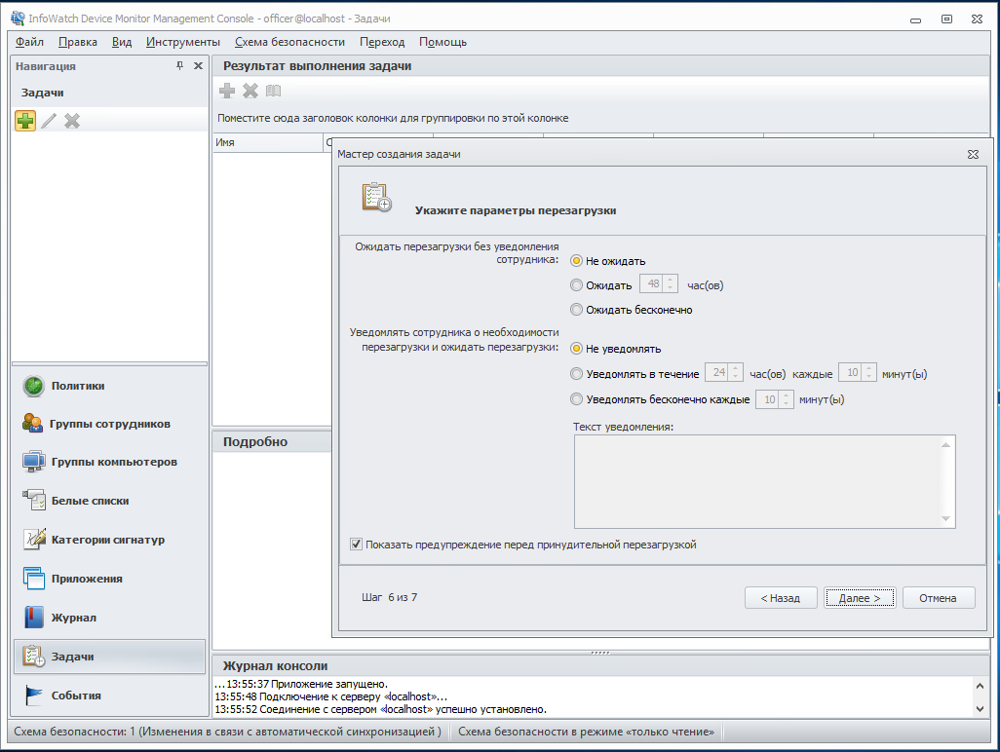 InfoWatch Device Monitor Management Console - officer@localhost - Задачи
Файл Правка Вид Инструменты Схема безопасности Переход Помощь
Навигация
Задачи
Результат выполнения задачи
Поместите сюда заголовок колонки для группировки по этой колонке
Имя
Мастер создания задачи
Укажите параметры перезагрузки
Ожидать перезагрузки без уведомления
сотрудника:
Не ожидать
Ожидать 48 час(ов)
Ожидать бесконечно
Уведомлять сотрудника о необходимости
перезагрузки и ожидать перезагрузки:
Не уведомлять
Уведомлять в течение 24 час(ов) каждые 10 минут(ы)
Уведомлять бесконечно каждые 10 минут(ы)
Текст уведомления:
Показать предупреждение перед принудительной перезагрузкой
Шаг 6 из 7
< Назад
Далее >
Отмена
Политики
Группы сотрудников
Группы компьютеров
Белые списки
Категории сигнатур
Приложения
Журнал
Задачи
События
Подробно
Журнал консоли
...13:55:37 Приложение запущено.
13:55:48 Подключение к серверу «localhost»...
13:55:52 Соединение с сервером «localhost» успешно установлено.
Схема безопасности: 1 (Изменения в связи с автоматической синхронизацией ) Схема безопасности в режиме «только чтение»